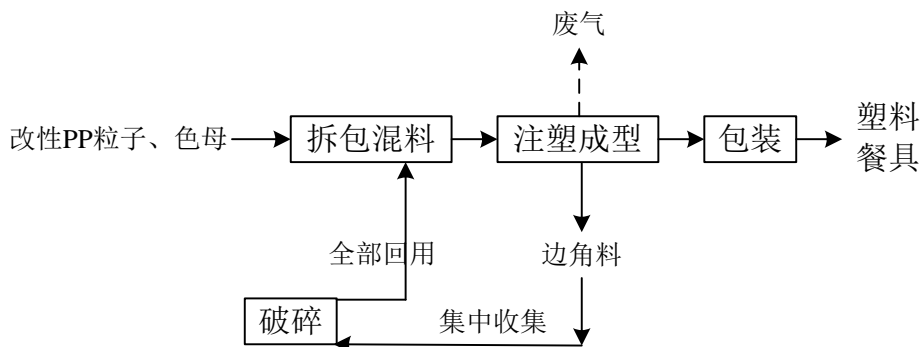 废气
改性PP粒子、色母
拆包混料
注塑成型
包装
塑料
餐具
全部回用
边角料
破碎
集中收集